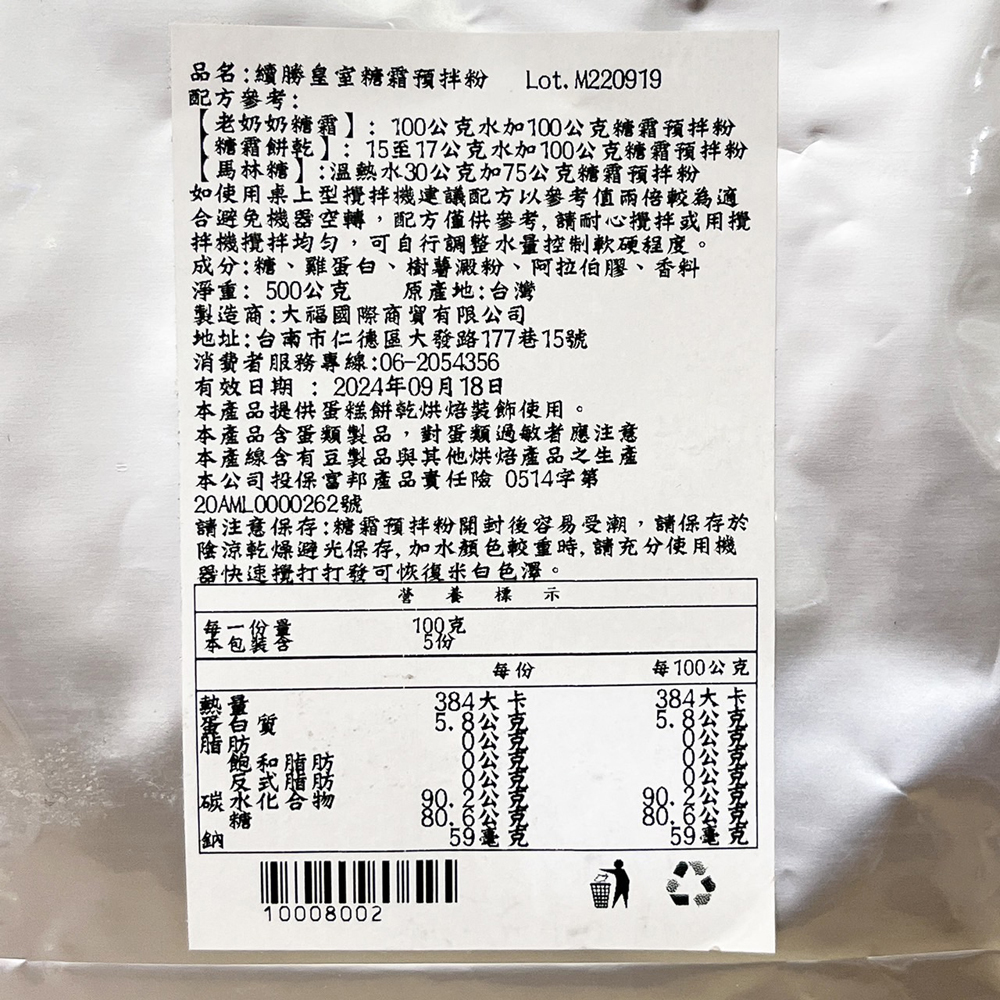 品名:續勝皇室糖霜預拌粉 Lot. M220919
配方參考:
【老奶奶糖霜】: 100公克水加100公克糖霜預拌粉
【糖霜餅乾】: 15至17公克水加100公克糖霜預拌粉
【馬林糖】:溫熱水30公克加75公克糖霜預拌粉
如使用桌上型攪拌機建議配方以參考值兩倍較為適
合避免機器空轉，配方僅供參考,請耐心攪拌或用攪
拌機攪拌均勻，可自行調整水量控制軟硬程度。
成分:糖、雞蛋白、樹薯澱粉、阿拉伯膠、香料
淨重: 500公克 原產地:台灣
製造商:大福國際商貿有限公司
地址:台南市仁德區大發路177巷15號
消費者服務專線:06-2054356
有效日期 : 2024年09月18日
本產品提供蛋糕餅乾烘焙裝飾使用。
本產品含蛋類製品，對蛋類過敏者應注意
本產線含有豆製品與其他烘焙產品之生產
本公司投保富邦產品責任險 0514字第
20AML0000262號
請注意保存:糖霜預拌粉開封後容易受潮，請保存於
陰涼乾燥避光保存,加水顏色較重時,請充分使用機
器快速攪打打發可恢復米白色澤。
營養標示
每一份量 100克
本包裝含 5份
每份 每100公克
熱量 384大卡 384大卡
蛋白質 5.8公克 5.8公克
脂肪 0公克 0公克
飽和脂肪 0公克 0公克
反式脂肪 0公克 0公克
碳水化合物 90.2公克 90.2公克
糖 80.6公克 80.6公克
鈉 59毫克 59毫克
10008002